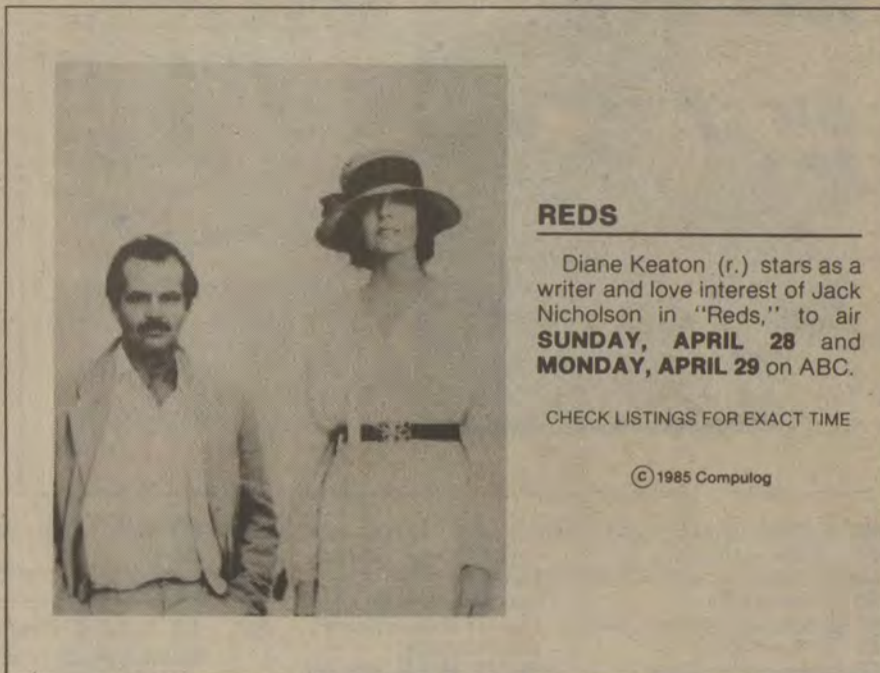 REDS
Diane Keaton (r.) stars as a
writer and love interest of Jack
Nicholson in "Reds," to air
SUNDAY, APRIL 28 and
MONDAY, APRIL 29 on ABC.
CHECK LISTINGS FOR EXACT TIME
©1985 Compulog